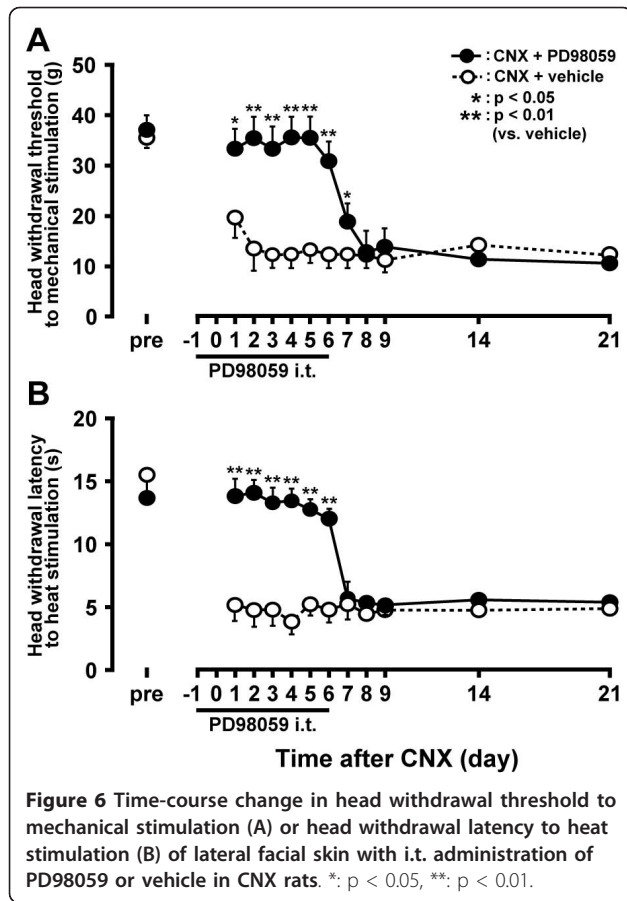 A
50
40
30
20
10
0
Head withdrawal threshold
to mechanical stimulation (g)
: CNX + PD98059
: CNX + vehicle
* : p < 0.05
** : p < 0.01
(vs. vehicle)
* ** ** ** ** ** *
pre -1 0 1 2 3 4 5 6 7 8 9 14 21
PD98059 i.t.
B
20
15
10
5
0
Head withdrawal latency
to heat stimulation (s)
** ** ** ** ** **
pre -1 0 1 2 3 4 5 6 7 8 9 14 21
PD98059 i.t.
Time after CNX (day)
Figure 6 Time-course change in head withdrawal threshold to
mechanical stimulation (A) or head withdrawal latency to heat
stimulation (B) of lateral facial skin with i.t. administration of
PD98059 or vehicle in CNX rats. *: p < 0.05, **: p < 0.01.